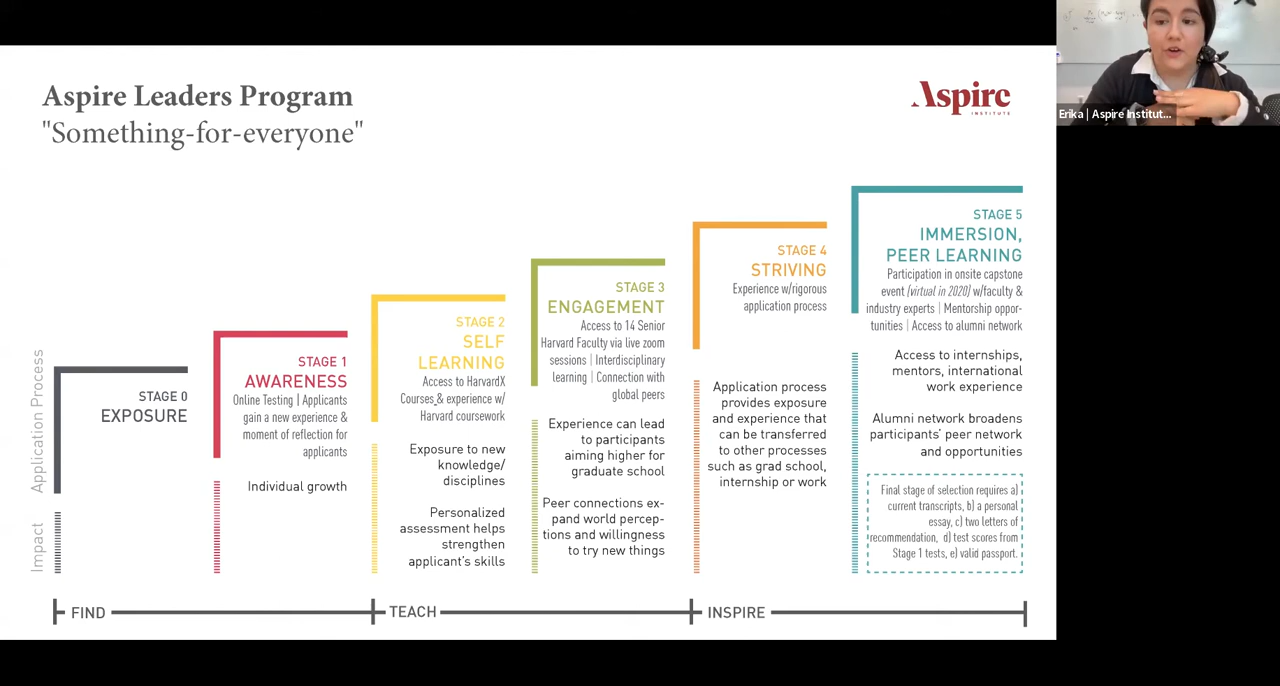 Aspire Leaders Program
"Something-for-everyone"
Aspire
INSTITUTE
Erika | Aspire Institut...
Application Process
Impact
STAGE 0
EXPOSURE
STAGE 1
AWARENESS
Online Testing | Applicants
gain a new experience &
moment of reflection for
applicants
Individual growth
STAGE 2
SELF
LEARNING
Access to HarvardX
Courses & experience w/
Harvard coursework
Exposure to new
knowledge/
disciplines
Personalized
assessment helps
strengthen
applicant's skills
STAGE 3
ENGAGEMENT
Access to 14 Senior
Harvard Faculty via live zoom
sessions | Interdisciplinary
learning | Connection with
global peers
Experience can lead
to participants
aiming higher for
graduate school
Peer connections ex-
pand world percep-
tions and willingness
to try new things
STAGE 4
STRIVING
Experience w/rigorous
application process
Application process
provides exposure
and experience that
can be transferred
to other processes
such as grad school,
internship or work
STAGE 5
IMMERSION,
PEER LEARNING
Participation in onsite capstone
event (virtual in 2020) w/faculty &
industry experts | Mentorship oppor-
tunities | Access to alumni network
Access to internships,
mentors, international
work experience
Alumni network broadens
participants' peer network
and opportunities
Final stage of selection requires a)
current transcripts, b) a personal
essay, c) two letters of
recommendation, d) test scores from
Stage 1 tests, e) valid passport.
FIND
TEACH
INSPIRE